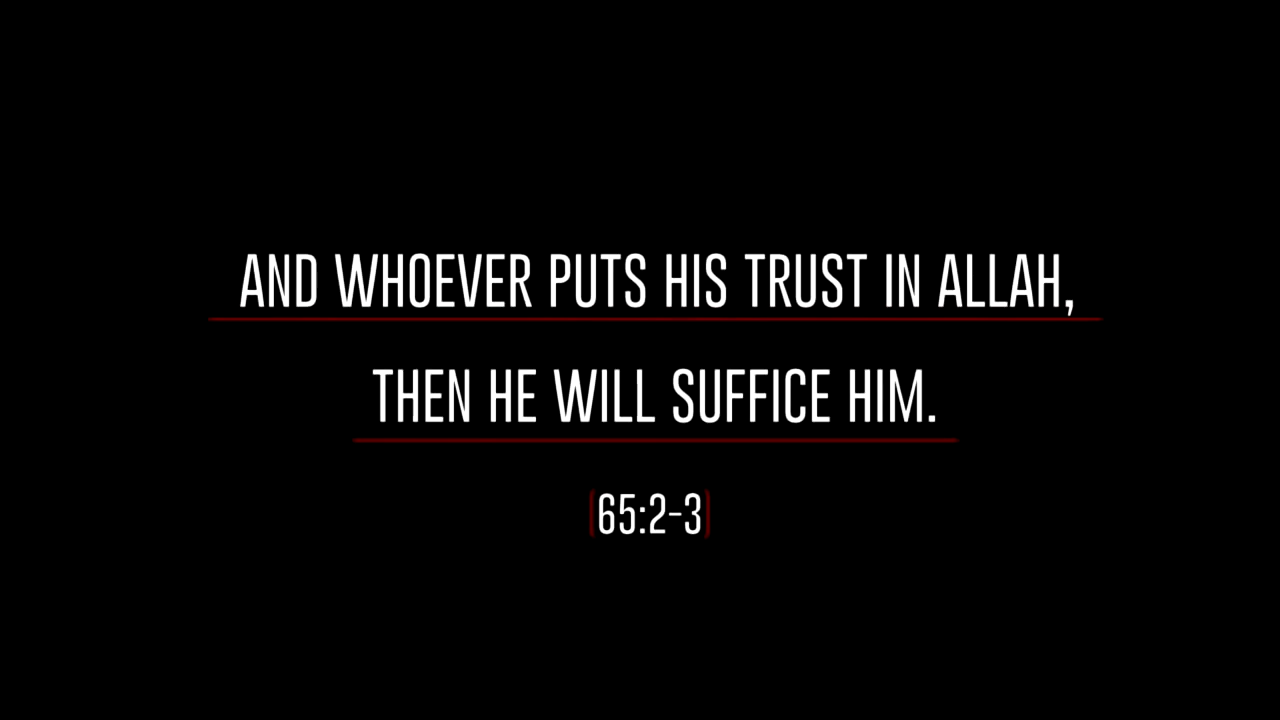 AND WHOEVER PUTS HIS TRUST IN ALLAH,
THEN HE WILL SUFFICE HIM.
(65:2-3)